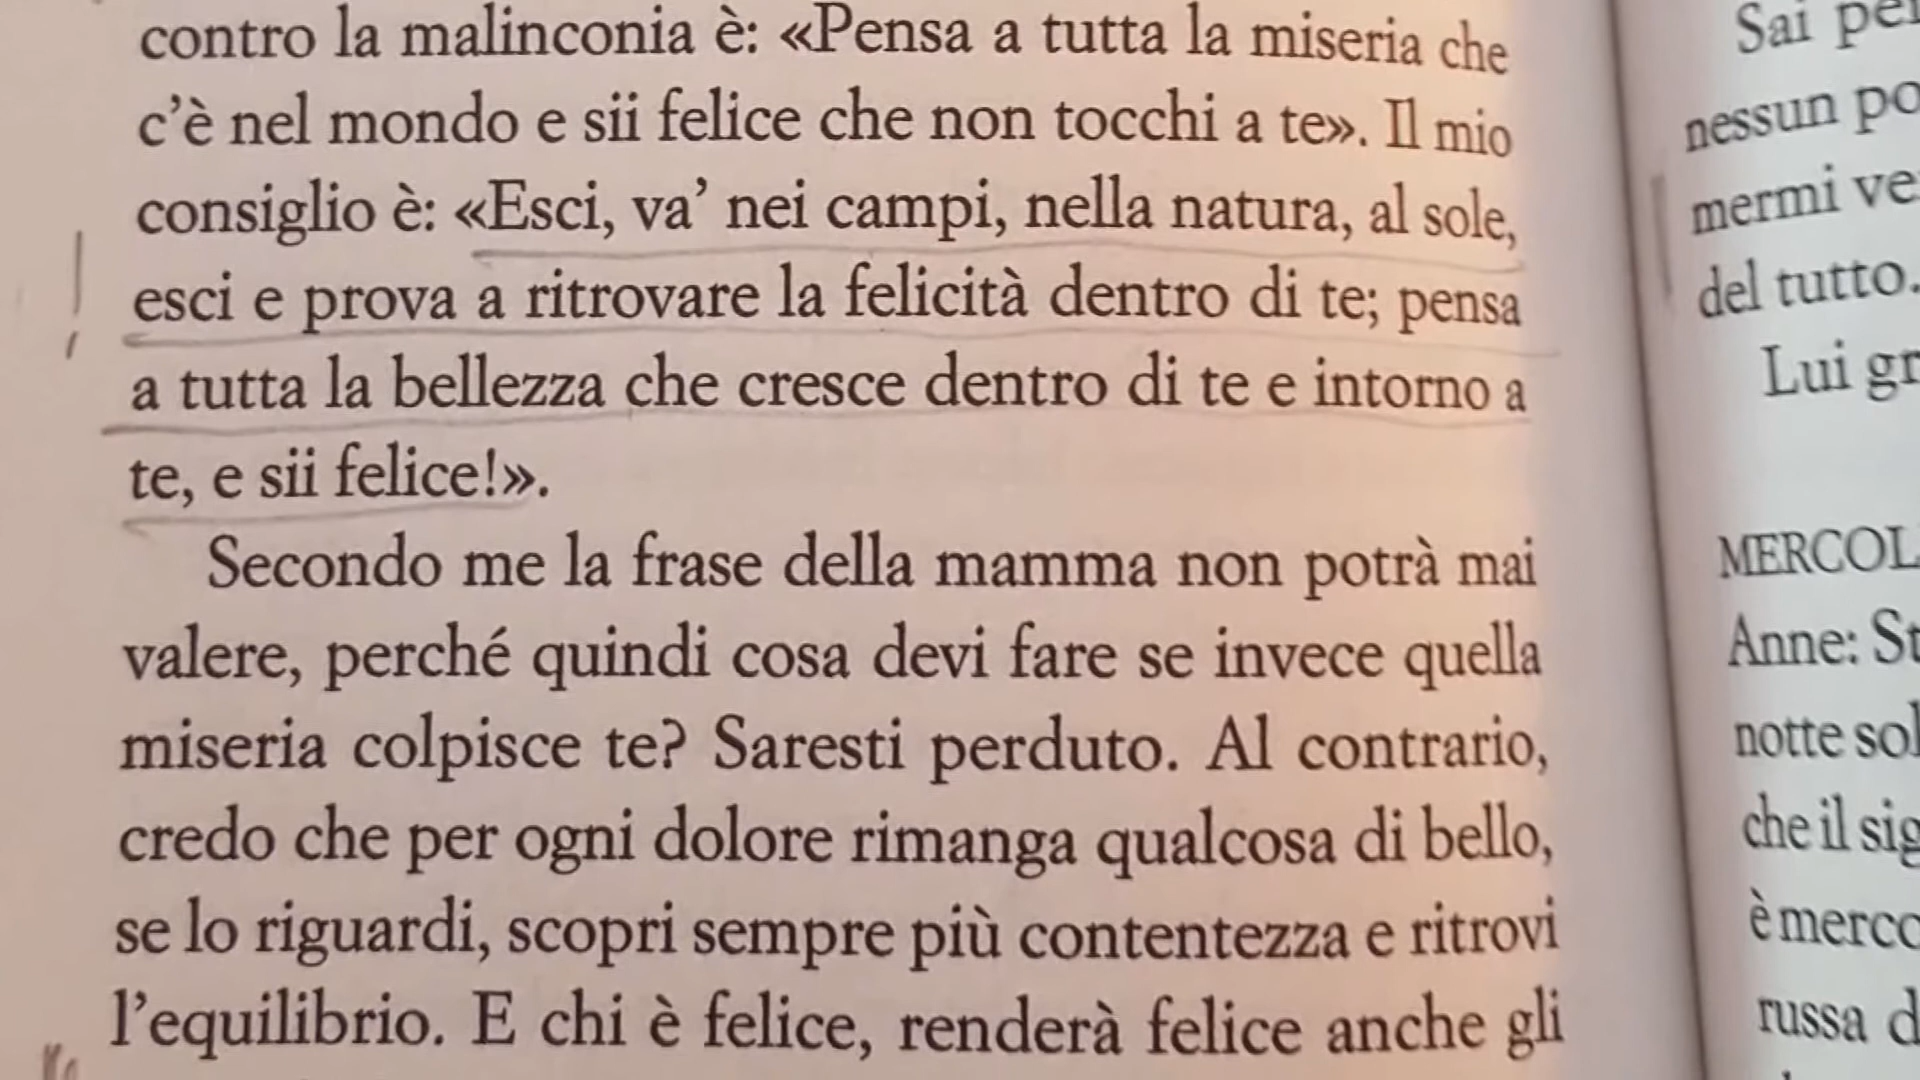 contro la malinconia è: «Pensa a tutta la miseria che
c'è nel mondo e sii felice che non tocchi a te». Il mio
consiglio è: «Esci, va' nei campi, nella natura, al sole,
esci e prova a ritrovare la felicità dentro di te; pensa
a tutta la bellezza che cresce dentro di te e intorno a
te, e sii felice!».
Secondo me la frase della mamma non potrà mai
valere, perché quindi cosa devi fare se invece quella
miseria colpisce te? Saresti perduto. Al contrario,
credo che per ogni dolore rimanga qualcosa di bello,
se lo riguardi, scopri sempre più contentezza e ritrovi
l'equilibrio. E chi è felice, renderà felice anche gli
Sai
nessun
mermi
del tutto.
Lui
MERCOL
Anne:
notte
che il
è
russa